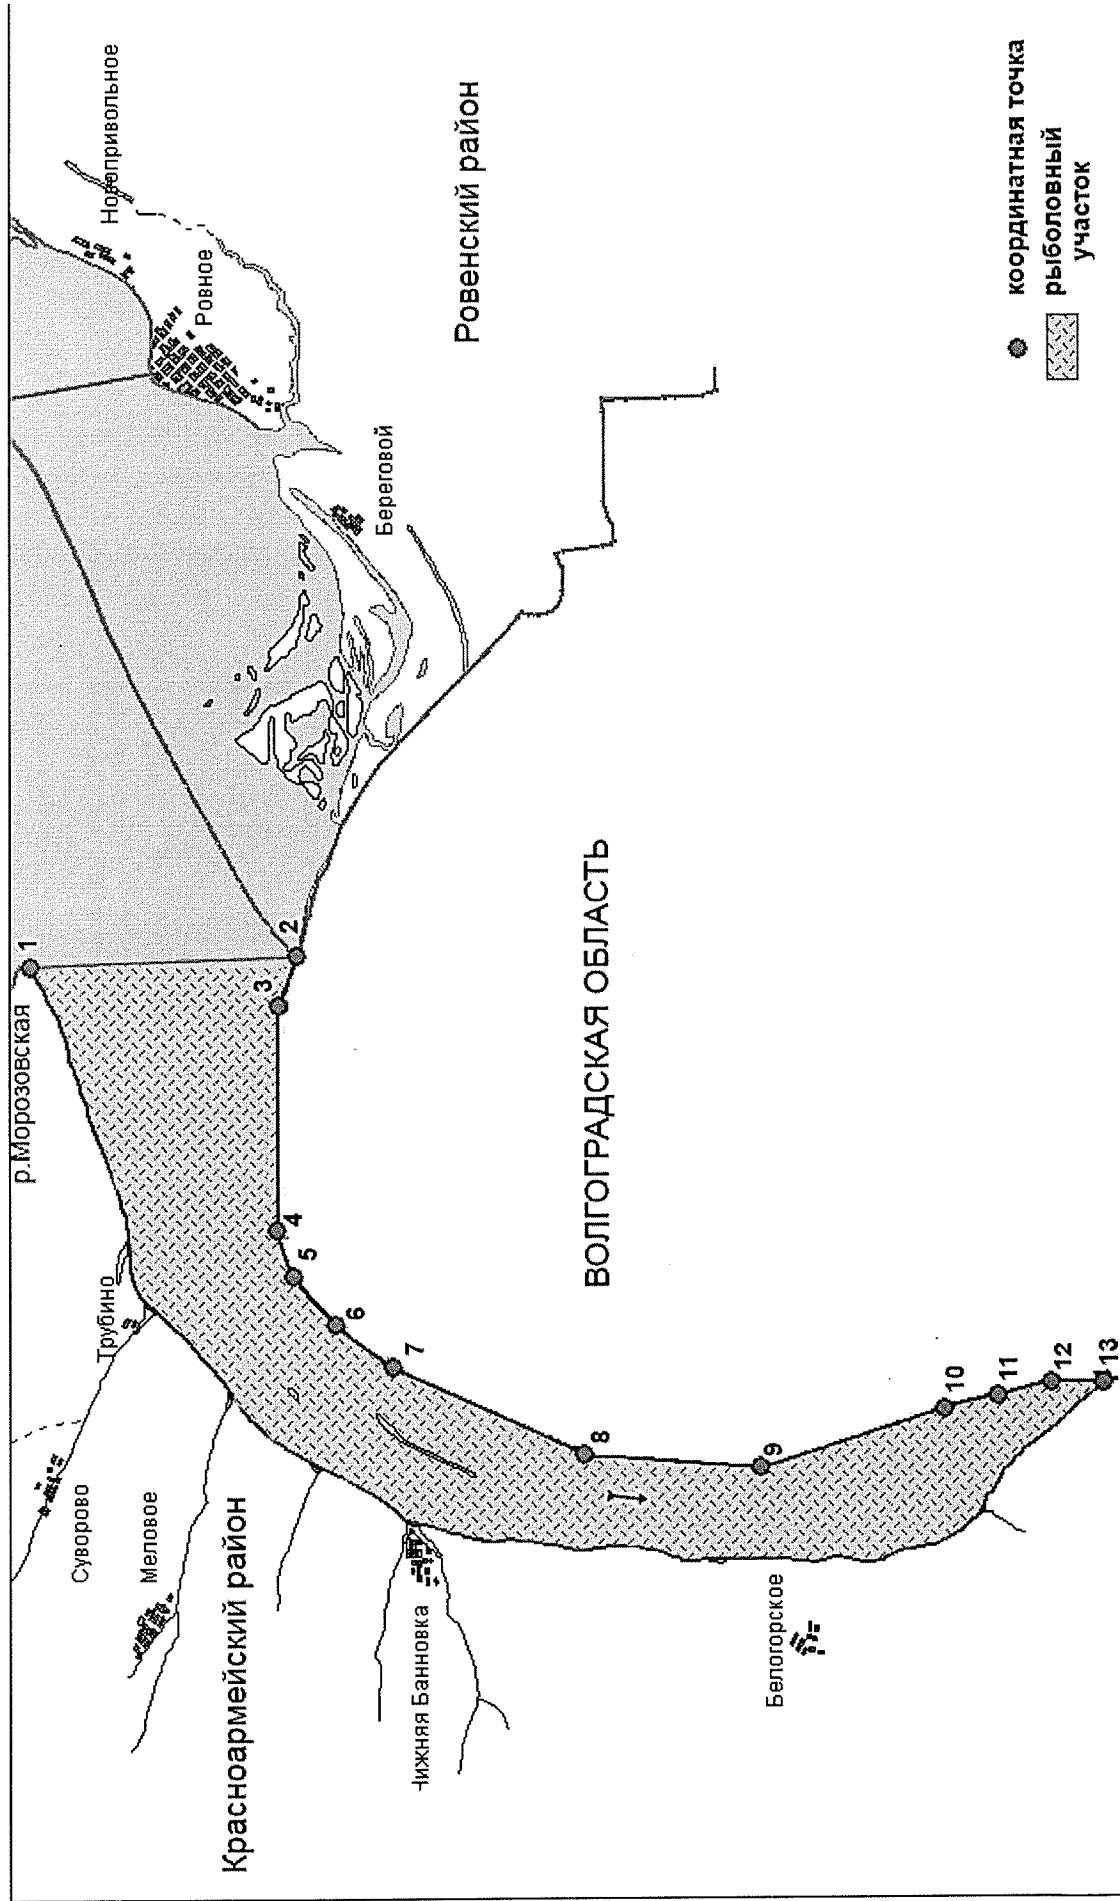 Новопривольное
Ровное
Ровенский район
Береговой
р.Морозовская
1
2
3
4
5
6
7
8
9
10
11
12
13
Трубино
Суворово
Меловое
Красноармейский район
Нижняя Банновка
Белогорское
ВОЛГОГРАДСКАЯ ОБЛАСТЬ
координатная точка
рыболовный
участок